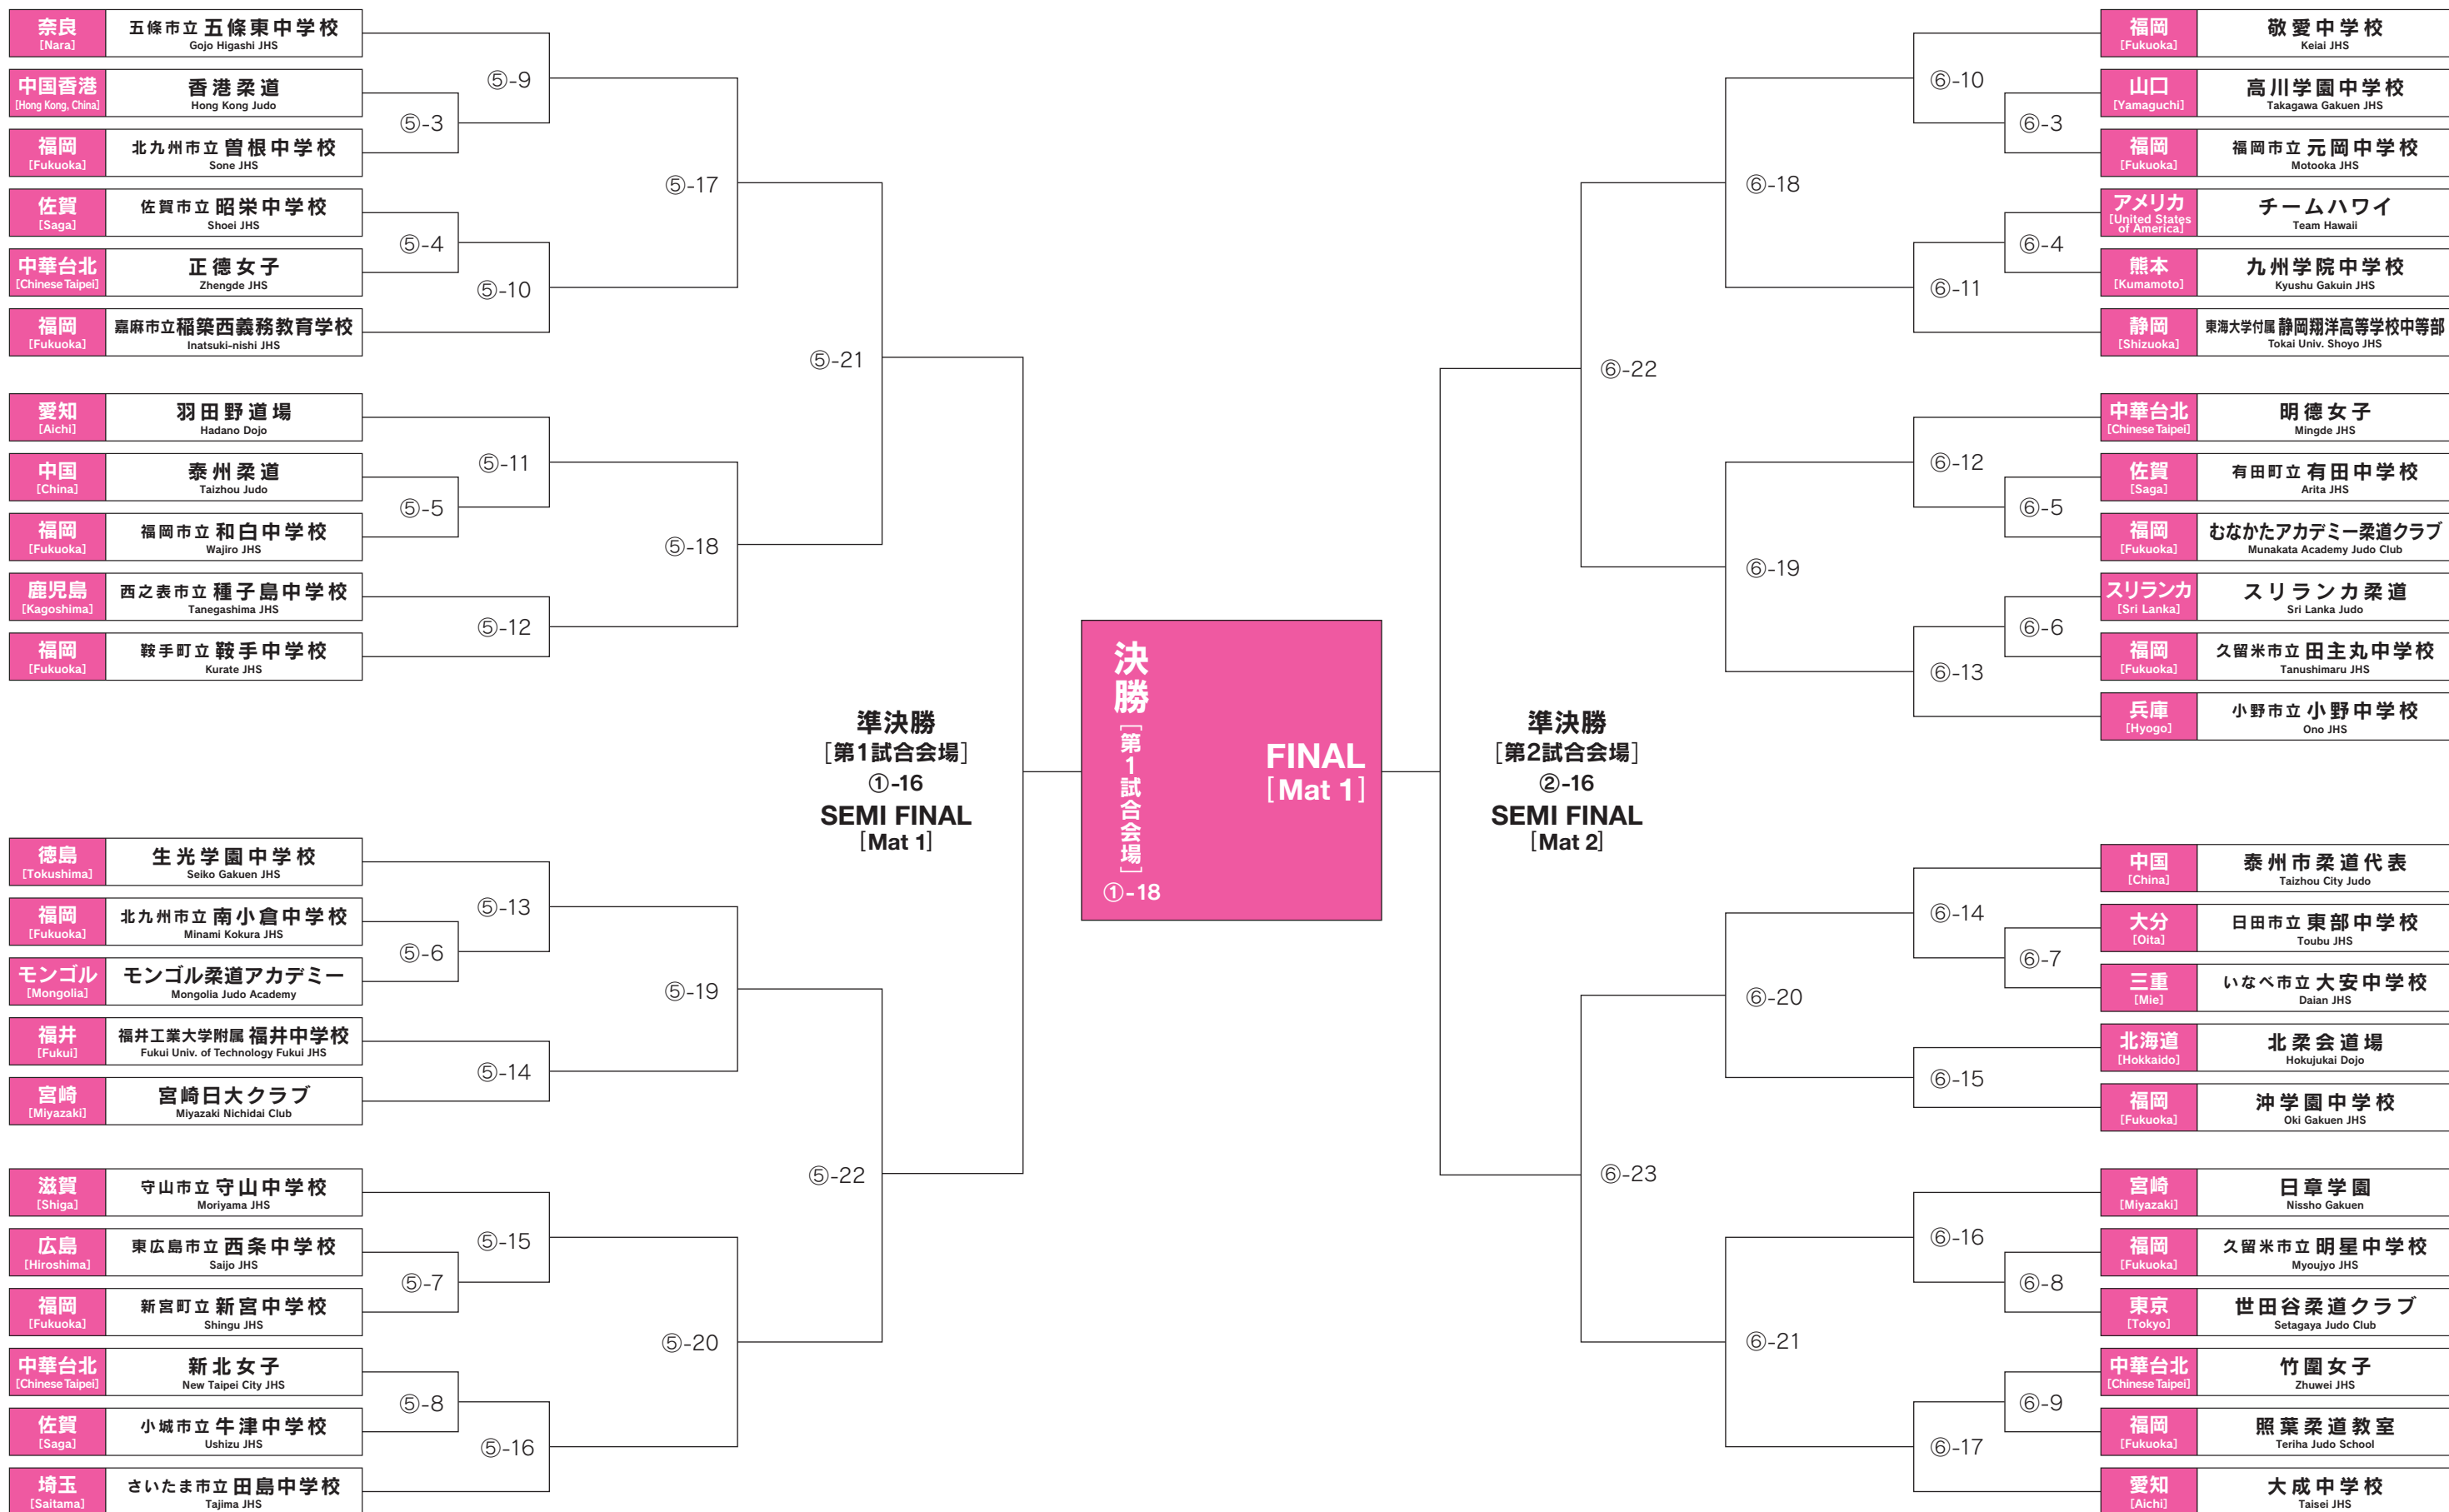 奈良
[Nara]
五條市立 五條東中学校
Gojo Higashi JHS
中国香港
[Hong Kong, China]
香港柔道
Hong Kong Judo
福岡
[Fukuoka]
北九州市立 曽根中学校
Sone JHS
佐賀
[Saga]
佐賀市立 昭栄中学校
Shoei JHS
中華台北
[Chinese Taipei]
正德女子
Zhengde JHS
福岡
[Fukuoka]
嘉麻市立 稲築西義務教育学校
Inatsuki-nishi JHS
愛知
[Aichi]
羽田野道場
Hadano Dojo
中国
[China]
泰州柔道
Taizhou Judo
福岡
[Fukuoka]
福岡市立 和白中学校
Wajiro JHS
鹿児島
[Kagoshima]
西之表市立 種子島中学校
Tanegashima JHS
福岡
[Fukuoka]
鞍手町立 鞍手中学校
Kurate JHS
徳島
[Tokushima]
生光学園中学校
Seiko Gakuen JHS
福岡
[Fukuoka]
北九州市立 南小倉中学校
Minami Kokura JHS
モンゴル
[Mongolia]
モンゴル柔道アカデミー
Mongolia Judo Academy
福井
[Fukui]
福井工業大学附属 福井中学校
Fukui Univ. of Technology Fukui JHS
宮崎
[Miyazaki]
宮崎日大クラブ
Miyazaki Nichidai Club
滋賀
[Shiga]
守山市立 守山中学校
Moriyama JHS
広島
[Hiroshima]
東広島市立 西条中学校
Saijo JHS
福岡
[Fukuoka]
新宮町立 新宮中学校
Shingu JHS
中華台北
[Chinese Taipei]
新北女子
New Taipei City JHS
佐賀
[Saga]
小城市立 牛津中学校
Ushizu JHS
埼玉
[Saitama]
さいたま市立 田島中学校
Tajima JHS
⑤-3
⑤-4
⑤-5
⑤-6
⑤-7
⑤-8
⑤-9
⑤-10
⑤-11
⑤-12
⑤-13
⑤-14
⑤-15
⑤-16
⑤-17
⑤-18
⑤-19
⑤-20
⑤-21
⑤-22
準決勝
[第1試合会場]
①-16
SEMI FINAL
[Mat 1]
決勝
[第1試合会場]
①-18
FINAL
[Mat 1]
準決勝
[第2試合会場]
②-16
SEMI FINAL
[Mat 2]
⑥-22
⑥-23
⑥-18
⑥-19
⑥-20
⑥-21
⑥-10
⑥-11
⑥-12
⑥-13
⑥-14
⑥-15
⑥-16
⑥-17
⑥-3
⑥-4
⑥-5
⑥-6
⑥-7
⑥-8
⑥-9
福岡
[Fukuoka]
敬愛中学校
Keiai JHS
山口
[Yamaguchi]
高川学園中学校
Takagawa Gakuen JHS
福岡
[Fukuoka]
福岡市立 元岡中学校
Motooka JHS
アメリカ
[United States
of America]
チームハワイ
Team Hawaii
熊本
[Kumamoto]
九州学院中学校
Kyushu Gakuin JHS
静岡
[Shizuoka]
東海大学付属 静岡翔洋高等学校中等部
Tokai Univ. Shoyo JHS
中華台北
[Chinese Taipei]
明德女子
Mingde JHS
佐賀
[Saga]
有田町立 有田中学校
Arita JHS
福岡
[Fukuoka]
むなかたアカデミー柔道クラブ
Munakata Academy Judo Club
スリランカ
[Sri Lanka]
スリランカ柔道
Sri Lanka Judo
福岡
[Fukuoka]
久留米市立 田主丸中学校
Tanushimaru JHS
兵庫
[Hyogo]
小野市立 小野中学校
Ono JHS
中国
[China]
泰州市柔道代表
Taizhou City Judo
大分
[Oita]
日田市立 東部中学校
Toubu JHS
三重
[Mie]
いなべ市立 大安中学校
Daian JHS
北海道
[Hokkaido]
北柔会道場
Hokujukai Dojo
福岡
[Fukuoka]
沖学園中学校
Oki Gakuen JHS
宮崎
[Miyazaki]
日章学園
Nissho Gakuen
福岡
[Fukuoka]
久留米市立 明星中学校
Myoujyo JHS
東京
[Tokyo]
世田谷柔道クラブ
Setagaya Judo Club
中華台北
[Chinese Taipei]
竹圍女子
Zhuwei JHS
福岡
[Fukuoka]
照葉柔道教室
Teriha Judo School
愛知
[Aichi]
大成中学校
Taisei JHS